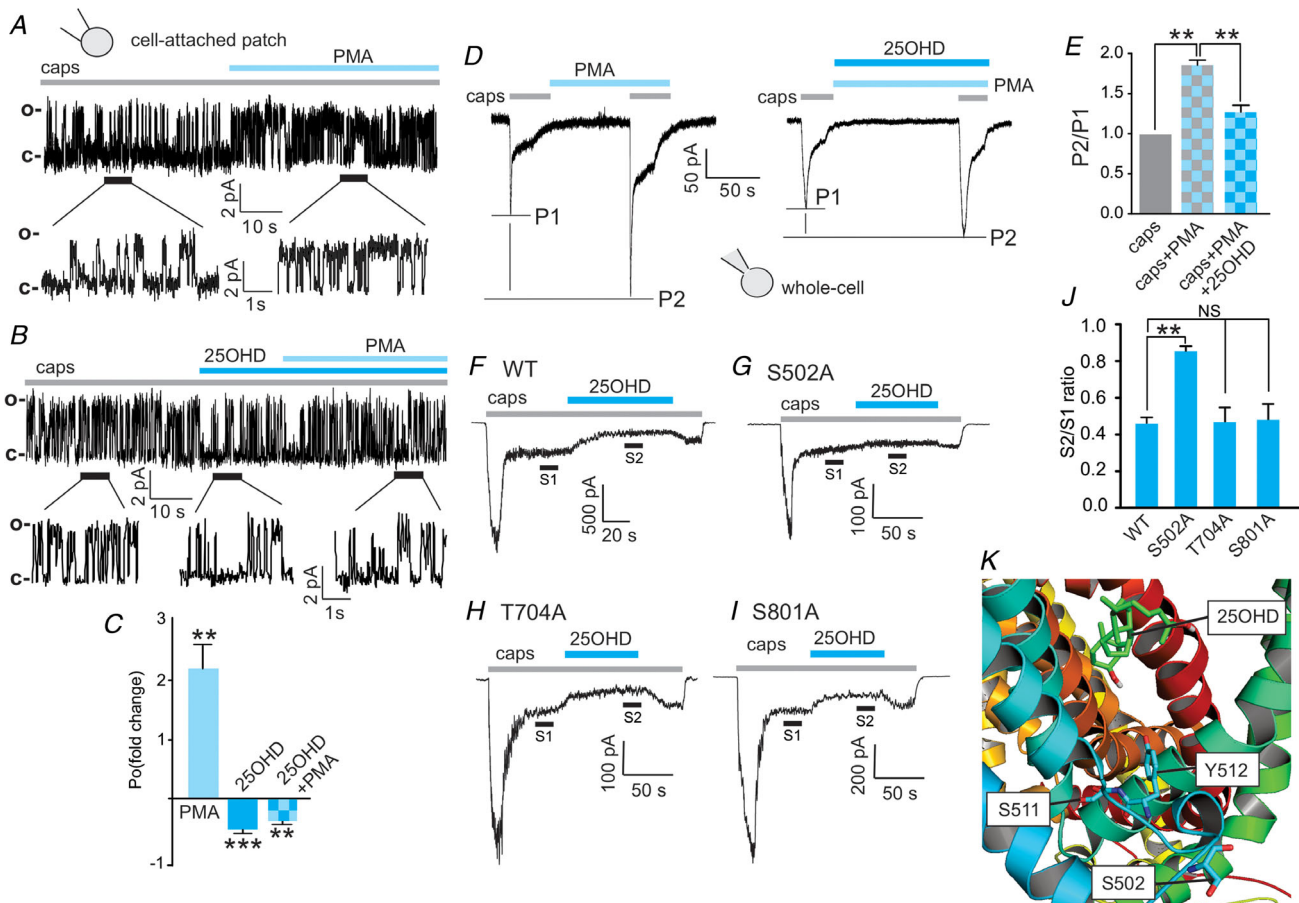 A
cell-attached patch
PMA
caps
o-
c-
2 pA
10 s
o-
c-
2 pA
1s
B
PMA
25OHD
caps
o-
c-
2 pA
10 s
o-
c-
2 pA
1s
C
3
2
1
-1
Po(fold change)
**
PMA
25OHD
25OHD
+PMA
***
**
D
PMA
caps
P1
P2
50 pA
50 s
25OHD
PMA
caps
P1
P2
whole-cell
E
P2/P1
2.0
1.5
1.0
0.5
0.0
**
**
caps
caps+PMA
caps+PMA
+25OHD
F
WT
25OHD
caps
S1
S2
500 pA
20 s
G
S502A
25OHD
caps
S1
S2
100 pA
50 s
H
T704A
25OHD
caps
S1
S2
100 pA
50 s
I
S801A
25OHD
caps
S1
S2
200 pA
50 s
J
NS
**
S2/S1 ratio
1.0
0.8
0.6
0.4
0.2
0.0
WT
S502A
T704A
S801A
K
25OHD
Y512
S511
S502